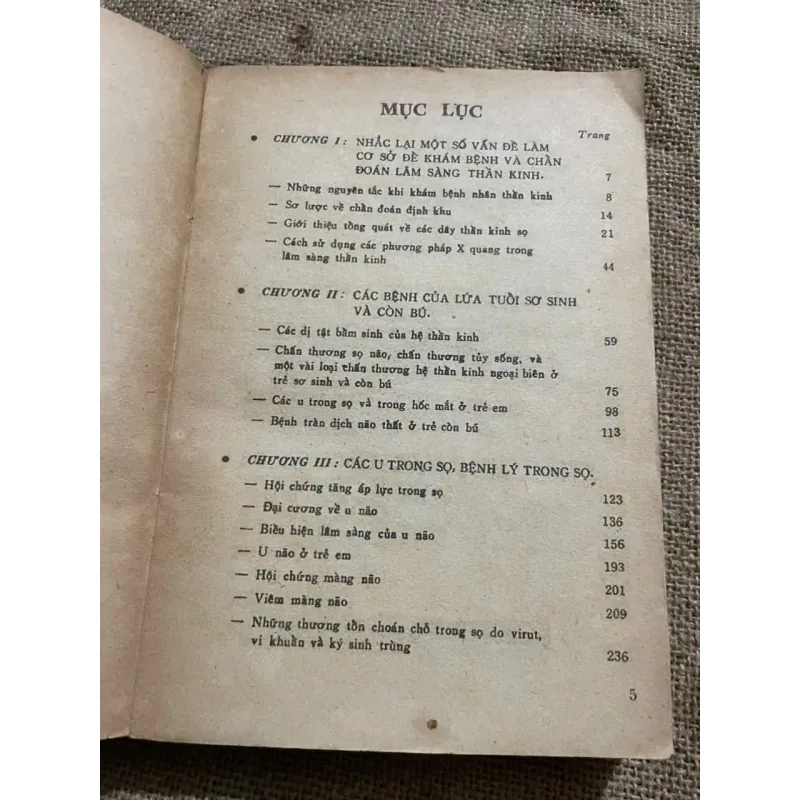 MỤC LỤC
Trang
• CHƯƠNG I: NHẮC LẠI MỘT SỐ VẤN ĐỀ LÀM
CƠ SỞ ĐỂ KHÁM BỆNH VÀ CHẨN
ĐOÁN LÂM SÀNG THẦN KINH. 7
— Những nguyên tắc khi khám bệnh nhân thần kinh 8
— Sơ lược về chẩn đoán định khu 14
— Giới thiệu tổng quát về các dây thần kinh sọ 21
— Cách sử dụng các phương pháp X quang trong
lâm sàng thần kinh 44
• CHƯƠNG II: CÁC BỆNH CỦA LỨA TUỔI SƠ SINH
VÀ CÒN BÚ.
— Các dị tật bẩm sinh của hệ thần kinh 59
— Chấn thương sọ não, chấn thương tủy sống, và
một vài loại chấn thương hệ thần kinh ngoại biên ở
trẻ sơ sinh và còn bú 75
— Các u trong sọ và trong hốc mắt ở trẻ em 98
— Bệnh tràn dịch não thất ở trẻ còn bú 113
• CHƯƠNG III: CÁC U TRONG SỌ, BỆNH LÝ TRONG SỌ.
— Hội chứng tăng áp lực trong sọ 123
— Đại cương về u não 136
— Biểu hiện lâm sàng của u não 156
— U não ở trẻ em 193
— Hội chứng màng não 201
— Viêm màng não 209
— Những thương tổn choán chỗ trong sọ do virut,
vi khuẩn và ký sinh trùng 236
5